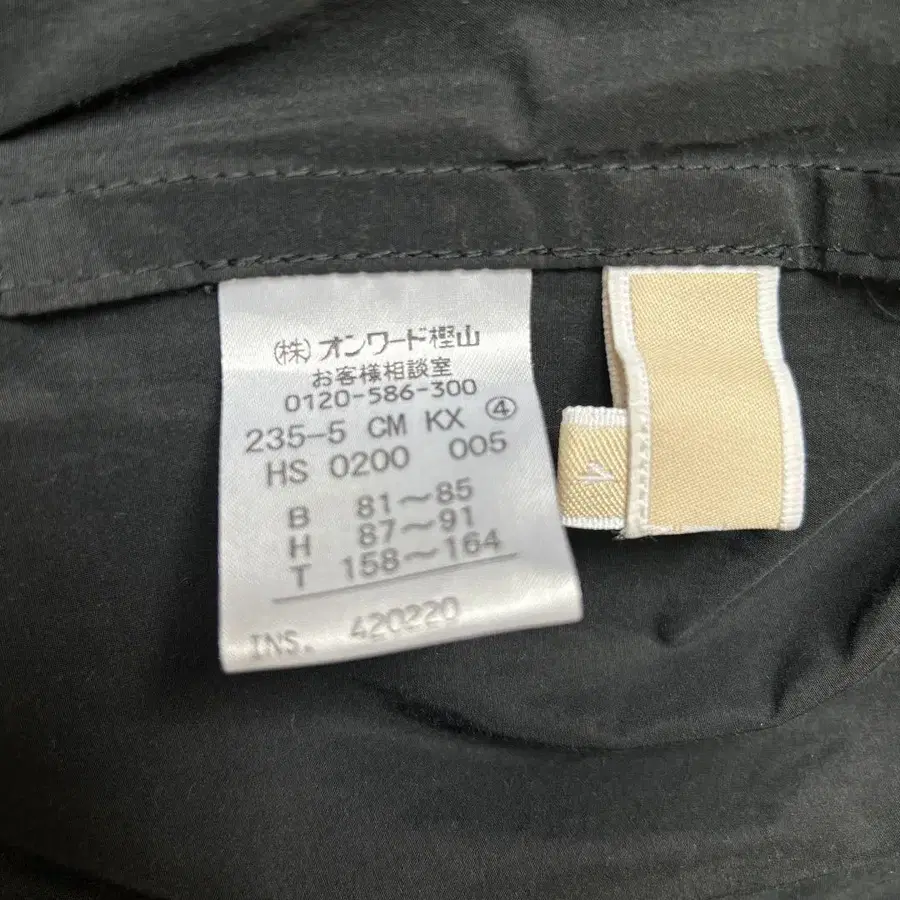 (株)オンワード樫山
お客様相談室
0120-586-300
235-5 CM KX ④
HS 0200 005
B 81～85
H 87～91
T 158～164
INS. 420220
4